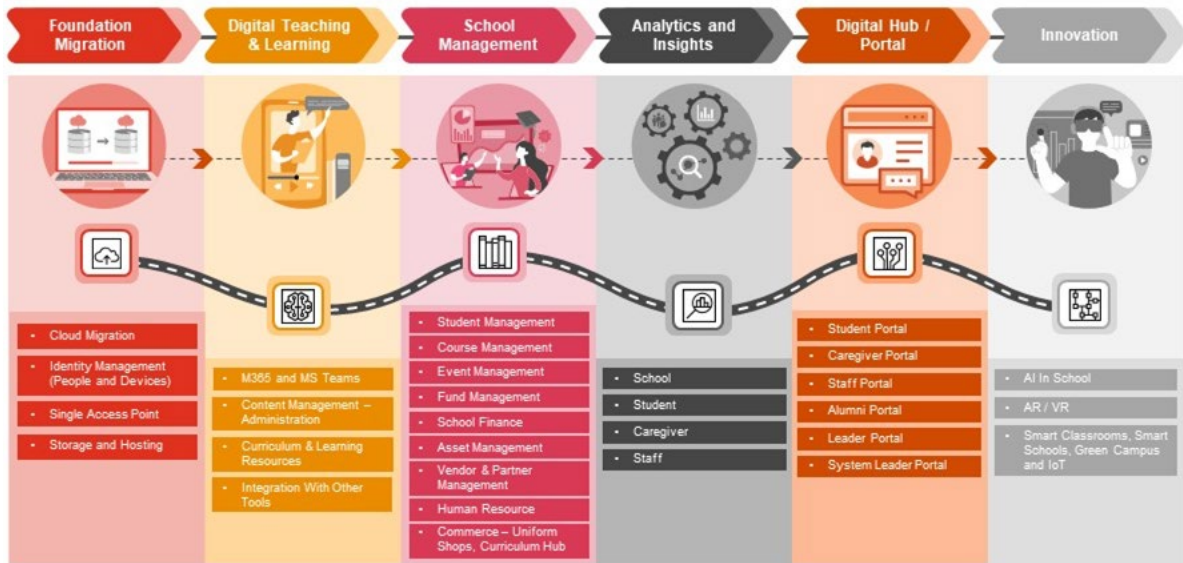 Foundation
Migration
Digital Teaching
& Learning
School
Management
Analytics and
Insights
Digital Hub /
Portal
Innovation
• Cloud Migration
• Identity Management
(People and Devices)
• Single Access Point
• Storage and Hosting
• M365 and MS Teams
• Content Management –
Administration
• Curriculum & Learning
Resources
• Integration With Other
Tools
• Student Management
• Course Management
• Event Management
• Fund Management
• School Finance
• Asset Management
• Vendor & Partner
Management
• Human Resource
• Commerce – Uniform
Shops, Curriculum Hub
• School
• Student
• Caregiver
• Staff
• Student Portal
• Caregiver Portal
• Staff Portal
• Alumni Portal
• Leader Portal
• System Leader Portal
• AI In School
• AR / VR
• Smart Classrooms, Smart
Schools, Green Campus
and IoT